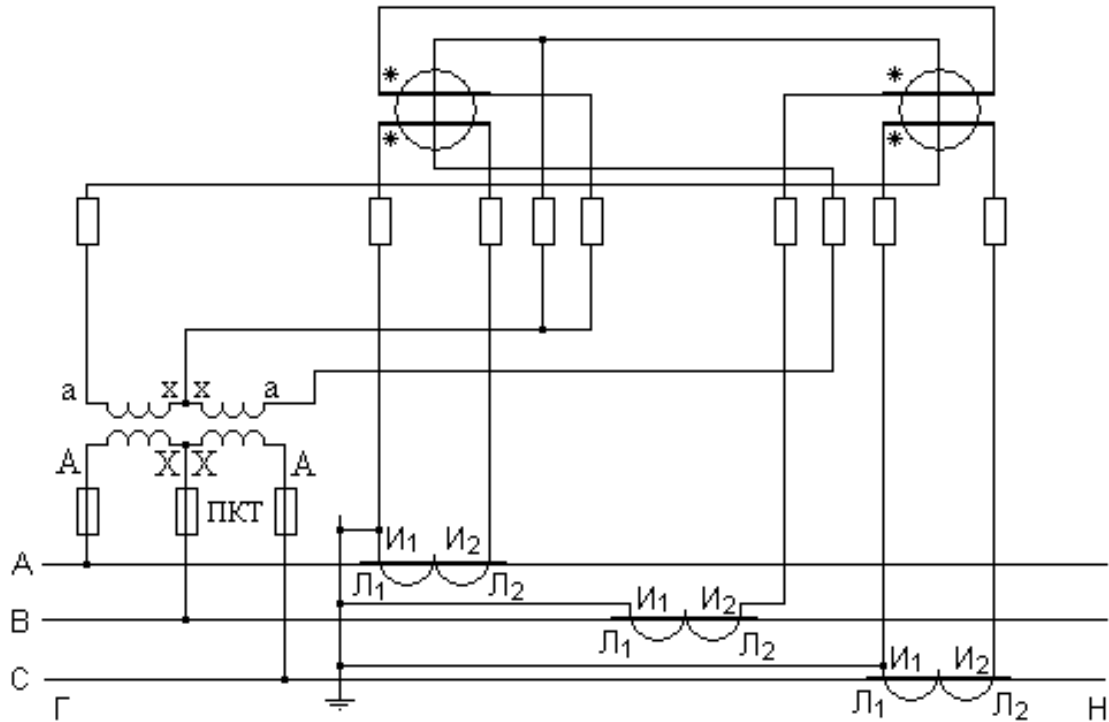 * *
* *
а х х а
А Х Х А
ПКТ
И1 И2
А
Л1 Л2
И1 И2
В
Л1 Л2
И1 И2
С
Л1 Л2
Г Н